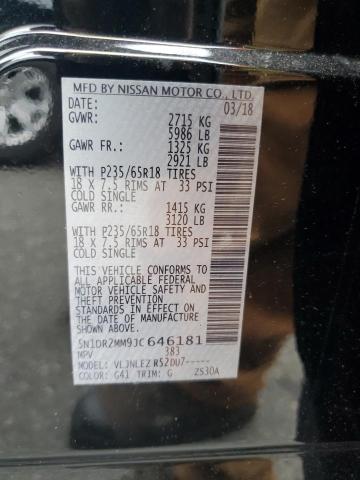 MFD BY NISSAN MOTOR CO., LTD.
DATE: 03/18
GVWR: 2715 KG
5986 LB
GAWR FR.: 1325 KG
2921 LB
WITH P235/65R18 TIRES
18 X 7.5 RIMS AT 33 PSI
COLD SINGLE
GAWR RR.: 1415 KG
3120 LB
WITH P235/65R18 TIRES
18 X 7.5 RIMS AT 33 PSI
COLD SINGLE
THIS VEHICLE CONFORMS TO
ALL APPLICABLE FEDERAL
MOTOR VEHICLE SAFETY AND
THEFT PREVENTION
STANDARDS IN EFFECT ON THE
DATE OF MANUFACTURE SHOWN
ABOVE.
5N1DR2MM9JC646181
MPV 383
MODEL: VLJNLEZ R52DU7-----
COLOR: G41 TRIM: G ZS30A